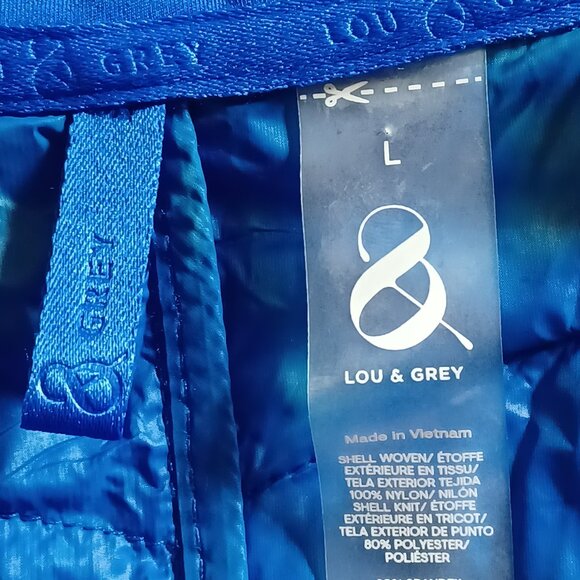 & GREY
LOU & GREY
& GREY
L
&
LOU & GREY
Made in Vietnam
SHELL WOVEN/ ÉTOFFE
EXTÉRIEURE EN TISSU/
TELA EXTERIOR TEJIDA
100% NYLON/ NILÓN
SHELL KNIT/ ÉTOFFE
EXTÉRIEURE EN TRICOT/
TELA EXTERIOR DE PUNTO
80% POLYESTER/
POLIÉSTER